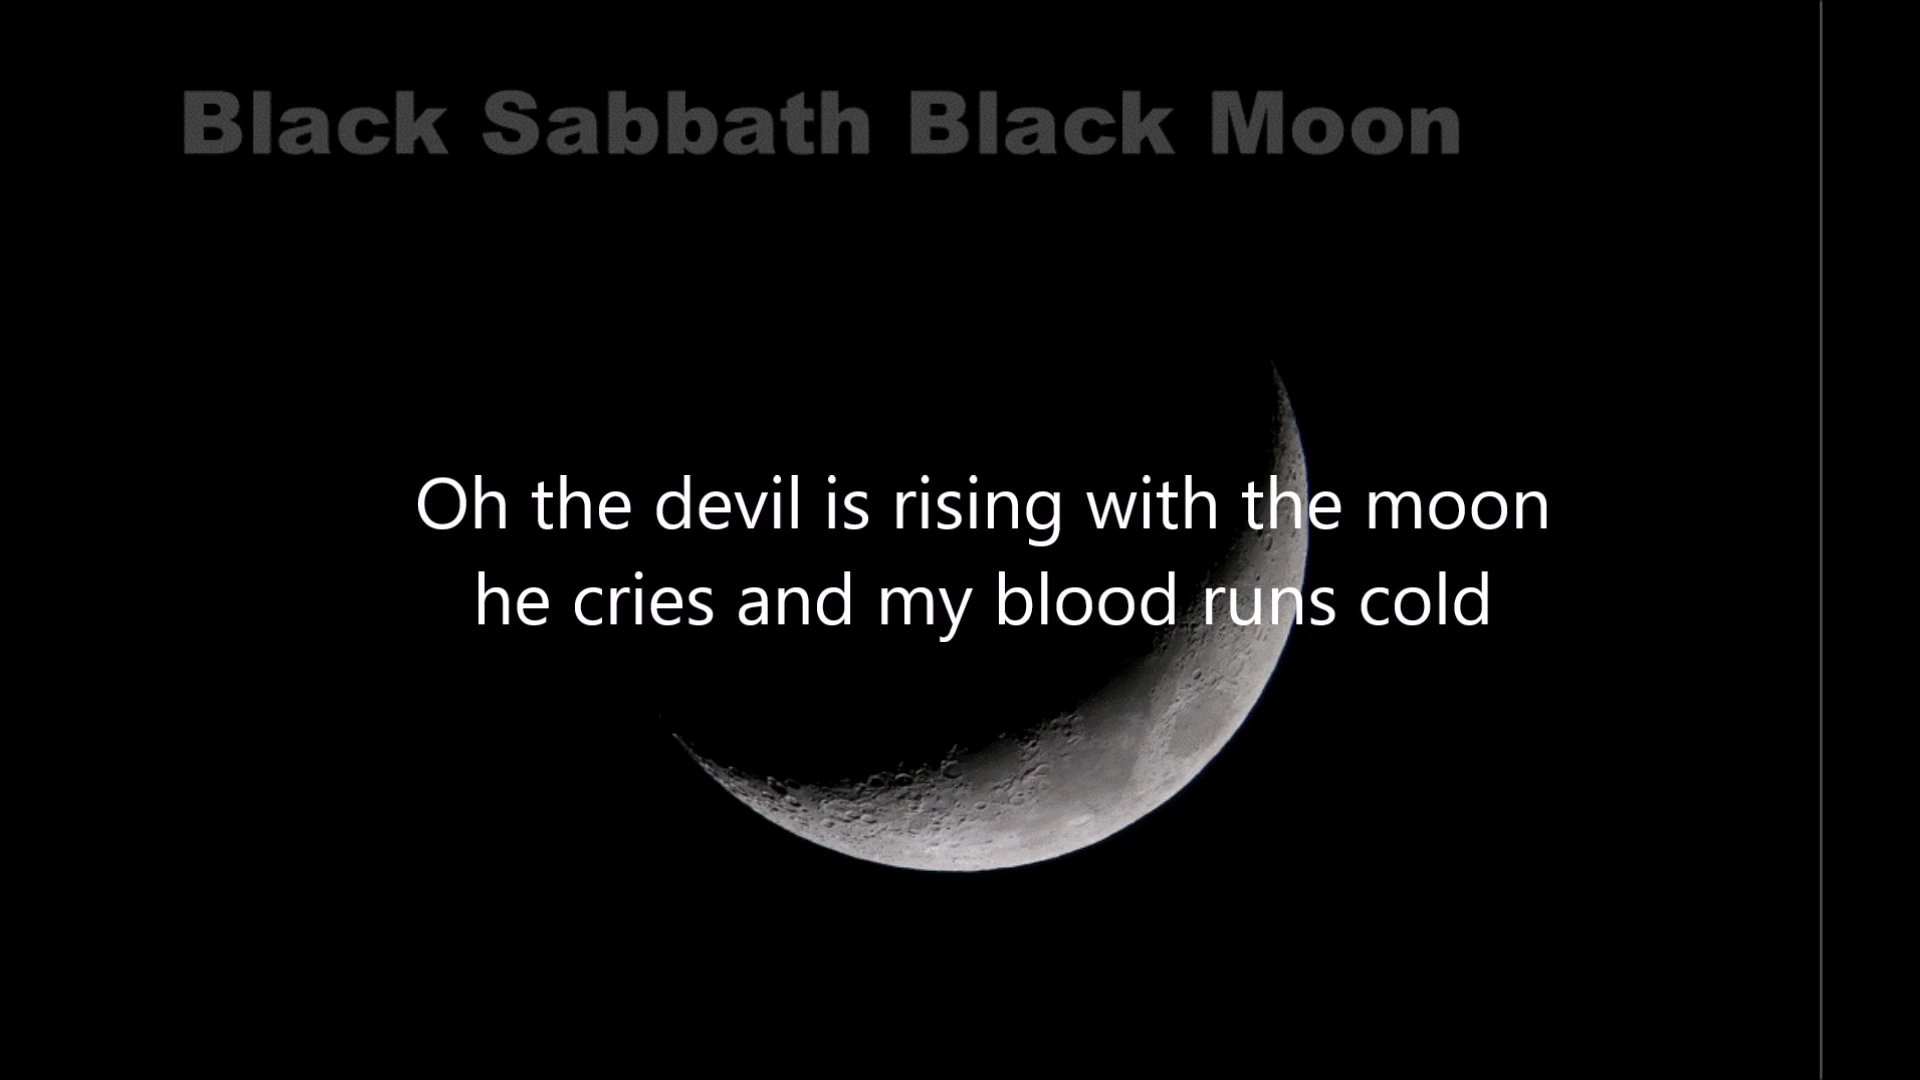 Black Sabbath Black Moon
Oh the devil is rising with the moon
he cries and my blood runs cold